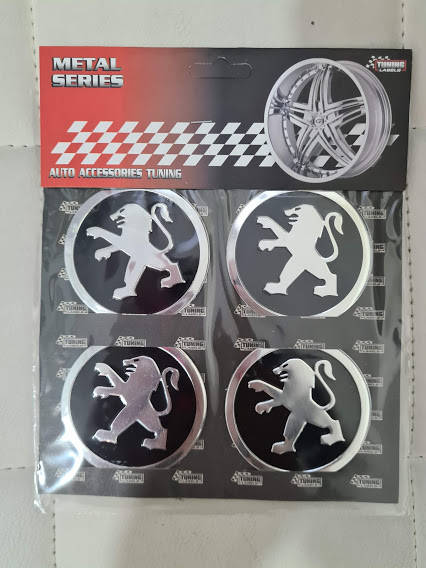 METAL
SERIES
TUNING
LABELS
AUTO ACCESSORIES TUNING